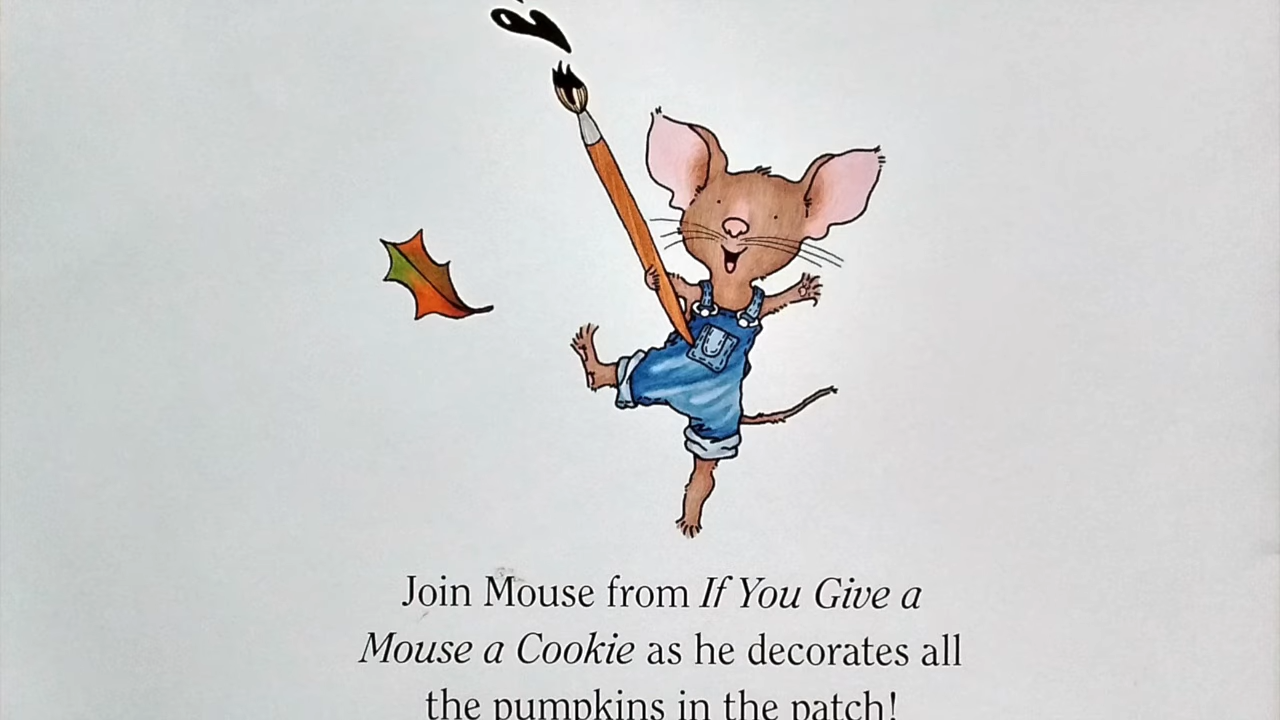 Join Mouse from If You Give a
Mouse a Cookie as he decorates all
the pumpkins in the patch!